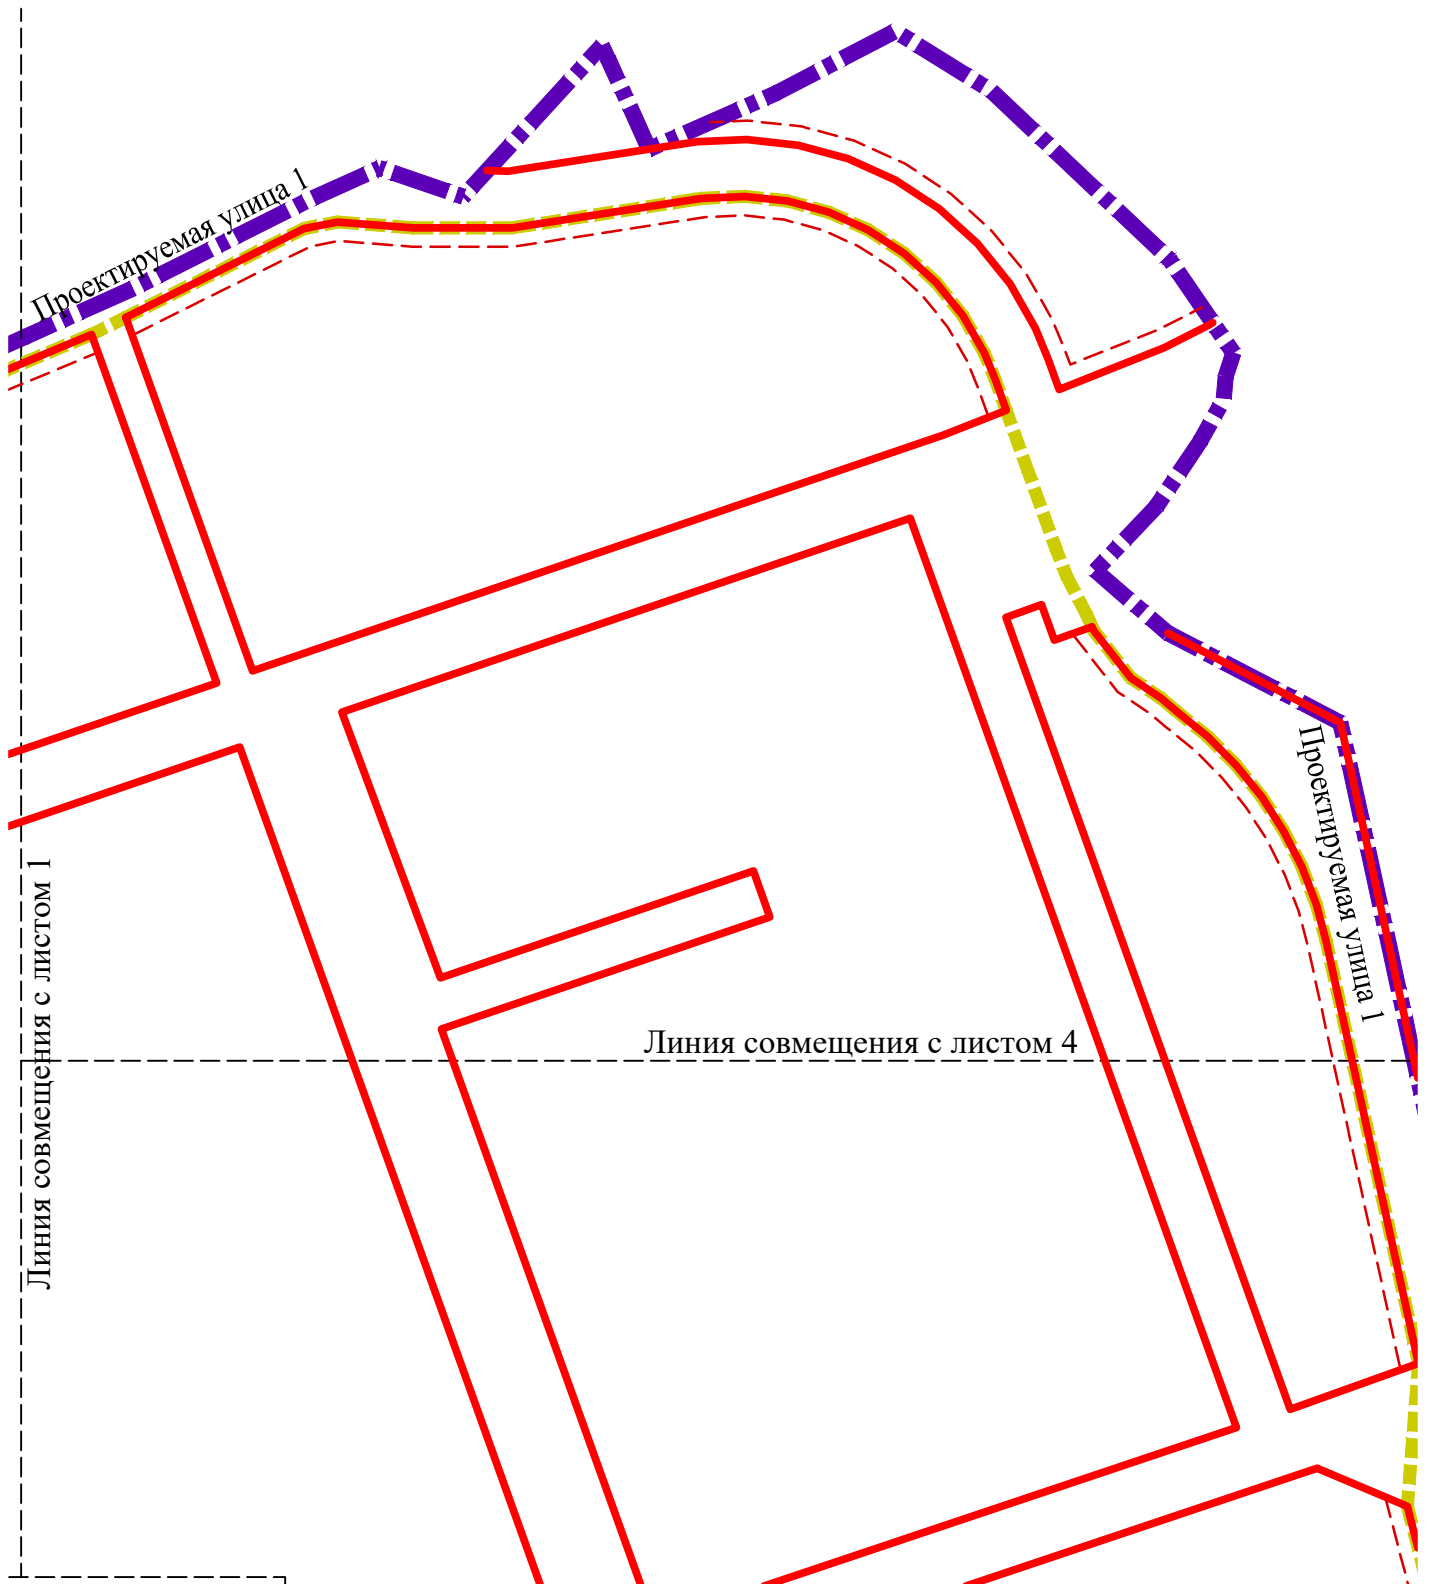 Проектируемая улица 1
Проектируемая улица 1
Линия совмещения с листом 1
Линия совмещения с листом 4